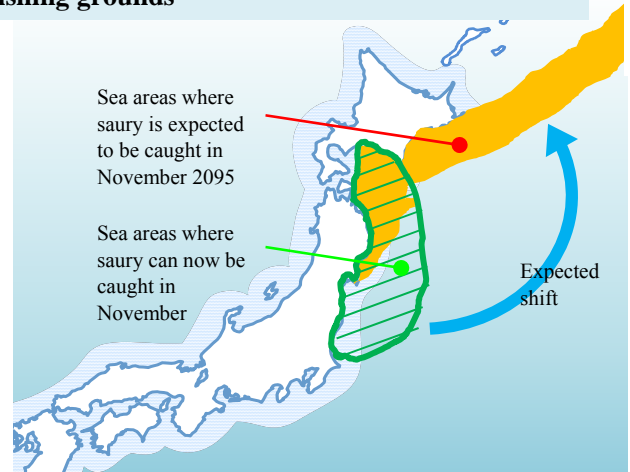 grounds
Sea areas where
saury is expected
to be caught in
November 2095
Sea areas where
saury can now be
caught in
November
Expected
shift